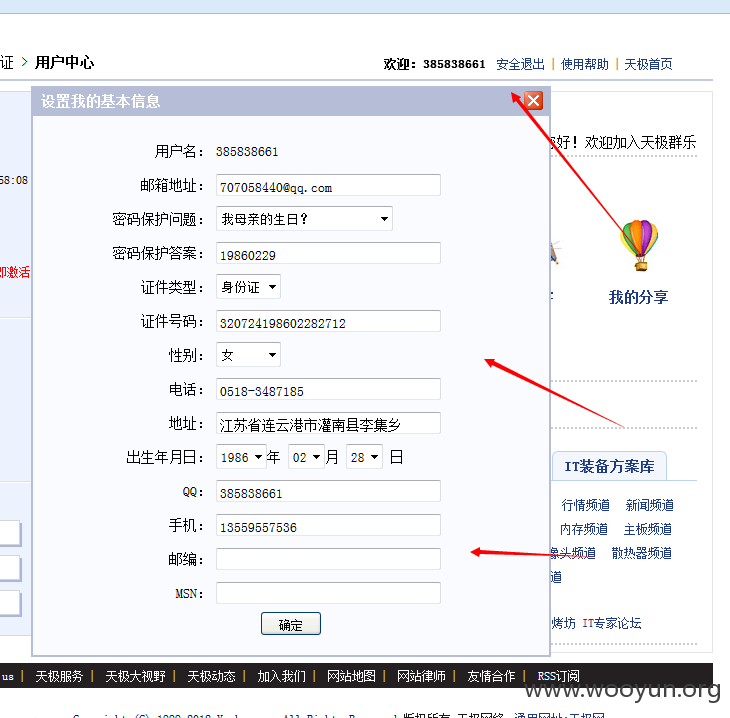 证 > 用户中心
欢迎：385838661 安全退出 | 使用帮助 | 天极首页
设置我的基本信息
好！欢迎加入天极群乐
用户名： 385838661
58:08
邮箱地址： 707058440@qq.com
密码保护问题： 我母亲的生日？
密码保护答案： 19860229
即激活
证件类型： 身份证
我的分享
证件号码： 320724198602282712
性别： 女
电话： 0518-3487185
地址： 江苏省连云港市灌南县李集乡
出生年月日： 1986 年 02 月 28 日
IT装备方案库
QQ： 385838661
行情频道 新闻频道
手机： 13559557536
内存频道 主板频道
邮编：
像头频道 散热器频道
道
MSN：
确定
烤坊 IT专家论坛
us | 天极服务 | 天极大视野 | 天极动态 | 加入我们 | 网站地图 | 网站律师 | 友情合作 | RSS订阅
www.wooyun.org